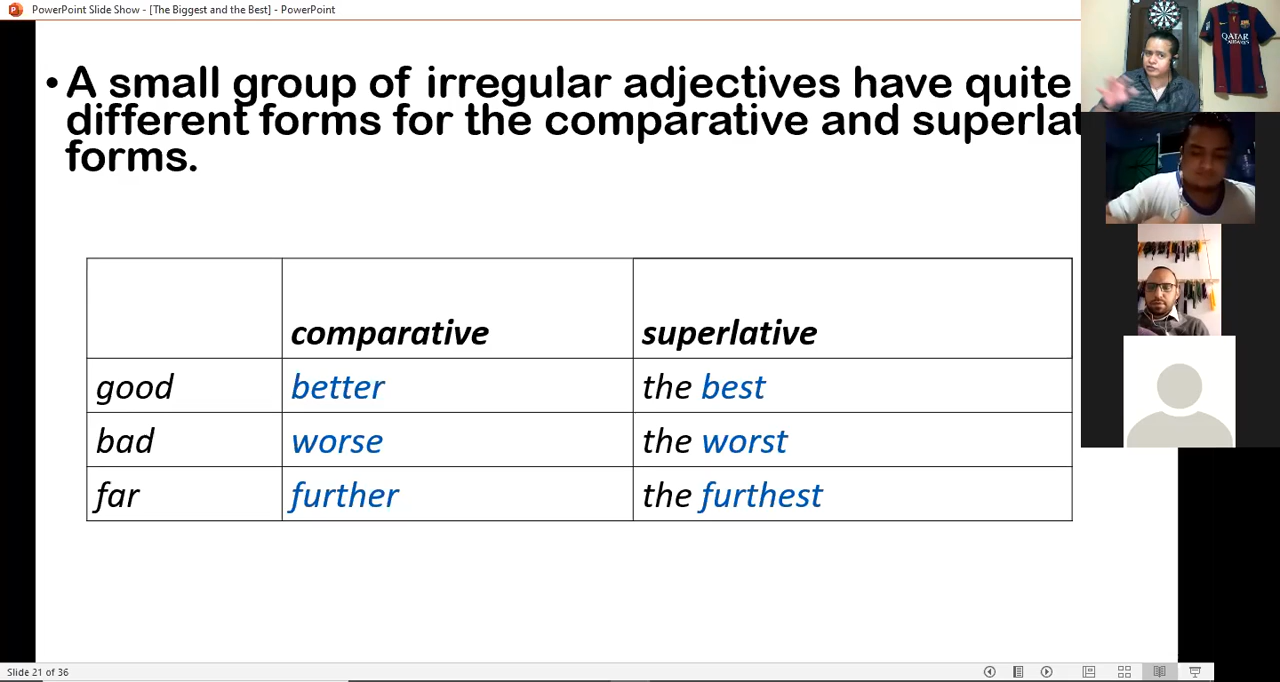 PowerPoint Slide Show - [The Biggest and the Best] - PowerPoint
• A small group of irregular adjectives have quite
different forms for the comparative and superlat
forms.
comparative superlative
good better the best
bad worse the worst
far further the furthest
QATAR
AIRWAYS
Slide 21 of 36